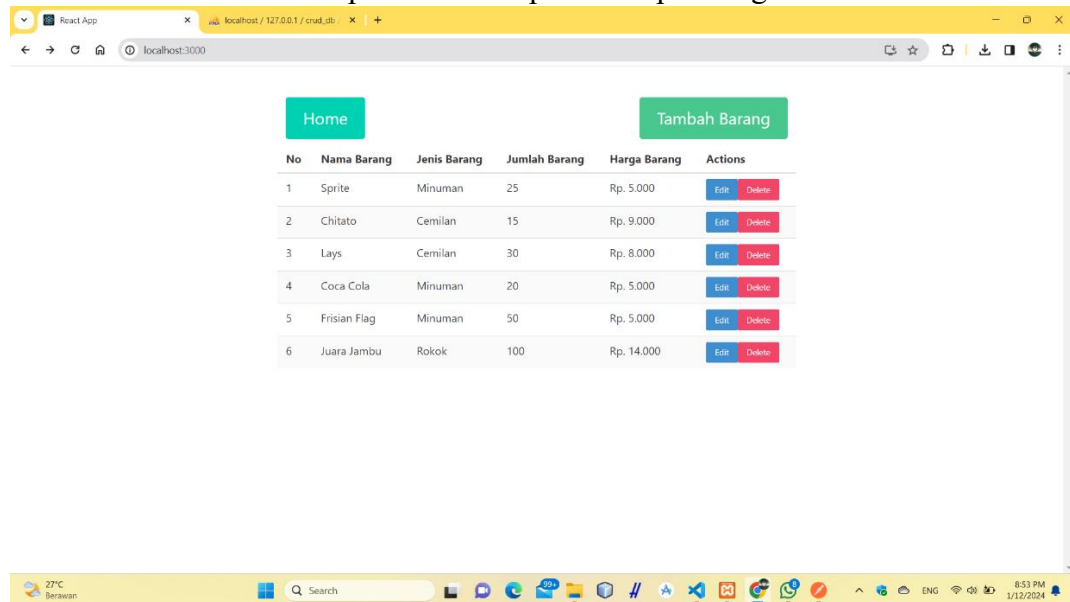 React App
localhost / 127.0.0.1 / crud_db /
localhost:3000
Home
Tambah Barang
No Nama Barang Jenis Barang Jumlah Barang Harga Barang Actions
1 Sprite Minuman 25 Rp. 5.000 Edit Delete
2 Chitato Cemilan 15 Rp. 9.000 Edit Delete
3 Lays Cemilan 30 Rp. 8.000 Edit Delete
4 Coca Cola Minuman 20 Rp. 5.000 Edit Delete
5 Frisian Flag Minuman 50 Rp. 5.000 Edit Delete
6 Juara Jambu Rokok 100 Rp. 14.000 Edit Delete
27°C
Berawan
Search
99+
ENG
8:53 PM
1/12/2024